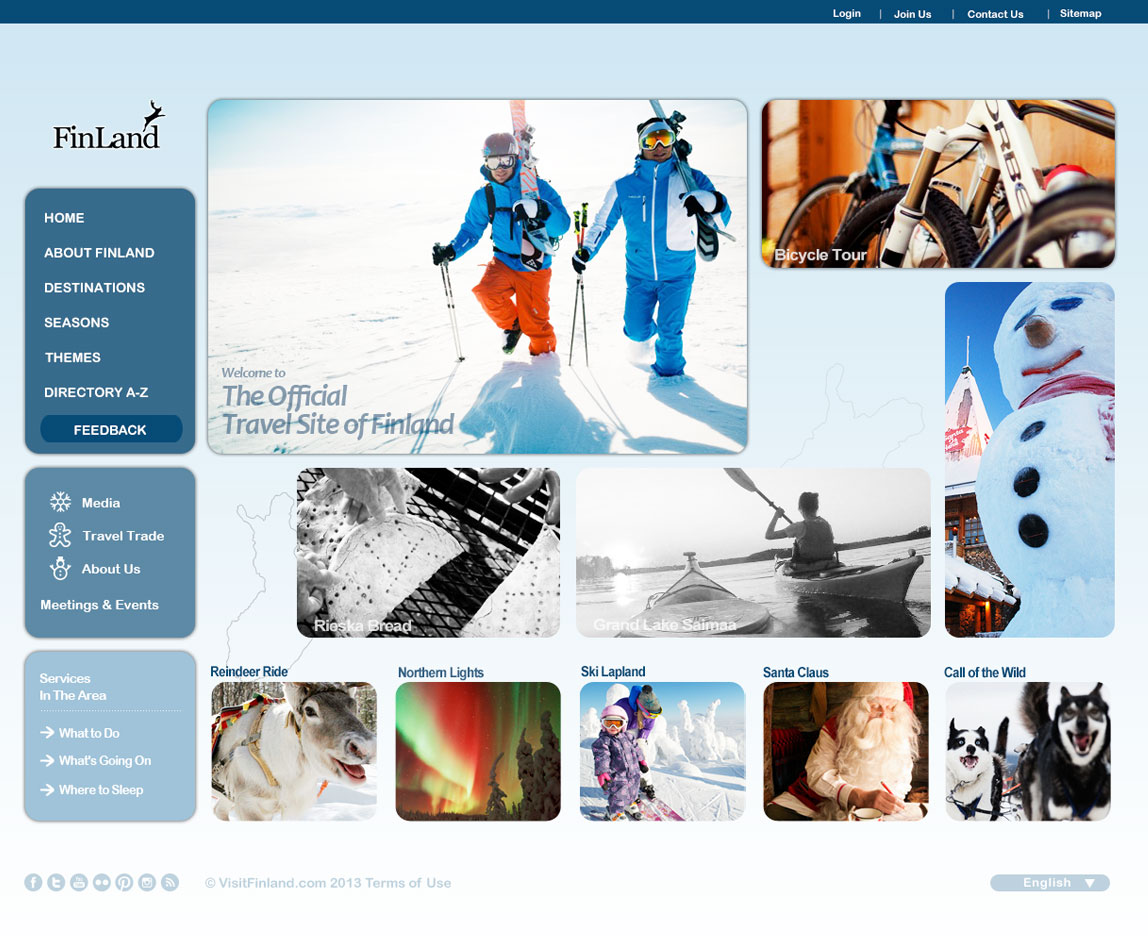 Login | Join Us | Contact Us | Sitemap
FinLand
HOME
ABOUT FINLAND
DESTINATIONS
SEASONS
THEMES
DIRECTORY A-Z
FEEDBACK
Welcome to
The Official
Travel Site of Finland
ORBE
Bicycle Tour
Media
Travel Trade
About Us
Meetings & Events
Rieska Bread
Grand Lake Saimaa
Services
In The Area
What to Do
What's Going On
Where to Sleep
Reindeer Ride
Northern Lights
Ski Lapland
Santa Claus
Call of the Wild
© VisitFinland.com 2013 Terms of Use
English